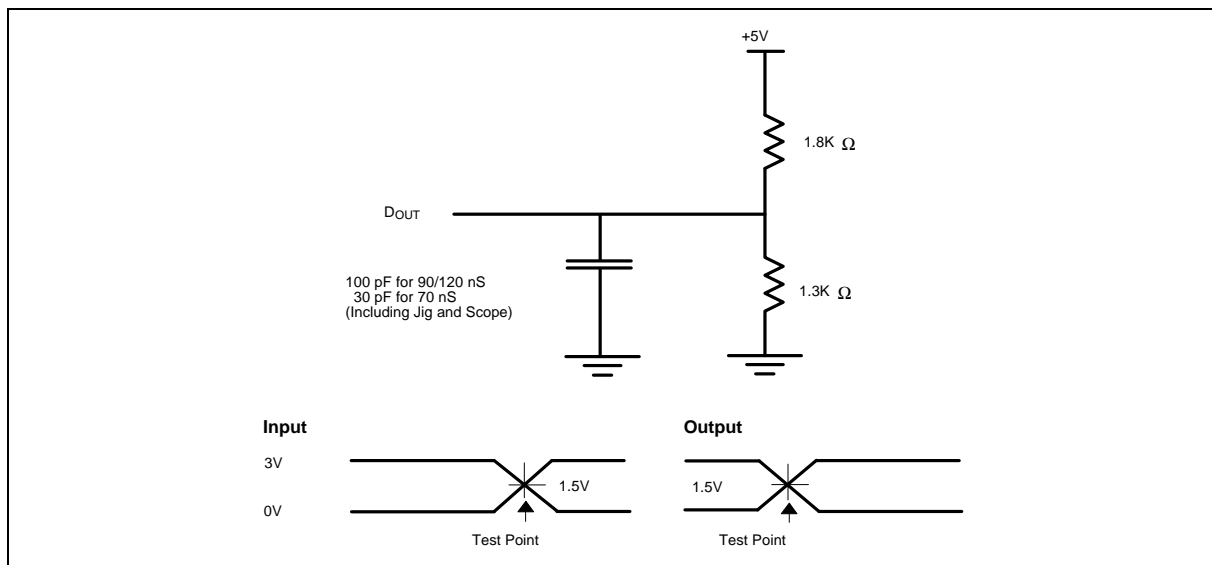 +5V
1.8K Ω
DOUT
100 pF for 90/120 nS
30 pF for 70 nS
(Including Jig and Scope)
1.3K Ω
Input
Output
3V
1.5V
1.5V
0V
Test Point
Test Point